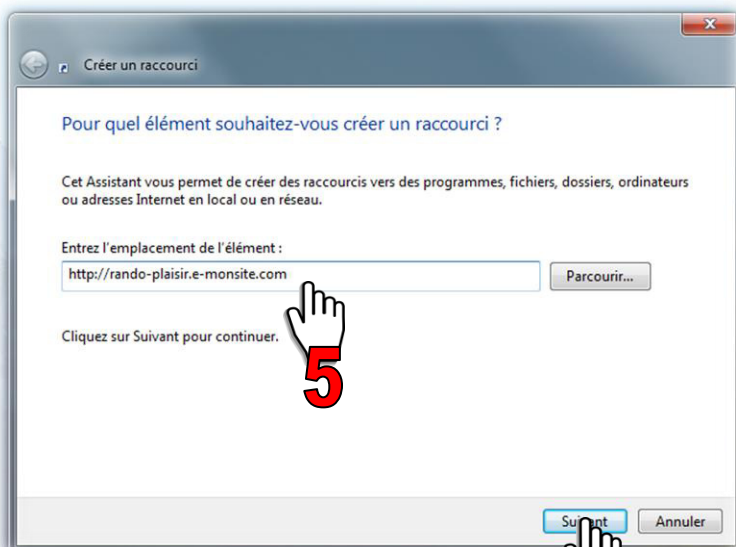 Créer un raccourci
Pour quel élément souhaitez-vous créer un raccourci ?
Cet Assistant vous permet de créer des raccourcis vers des programmes, fichiers, dossiers, ordinateurs
ou adresses Internet en local ou en réseau.
Entrez l'emplacement de l'élément :
http://rando-plaisir.e-monsite.com
Parcourir...
Cliquez sur Suivant pour continuer.
5
Suivant
Annuler